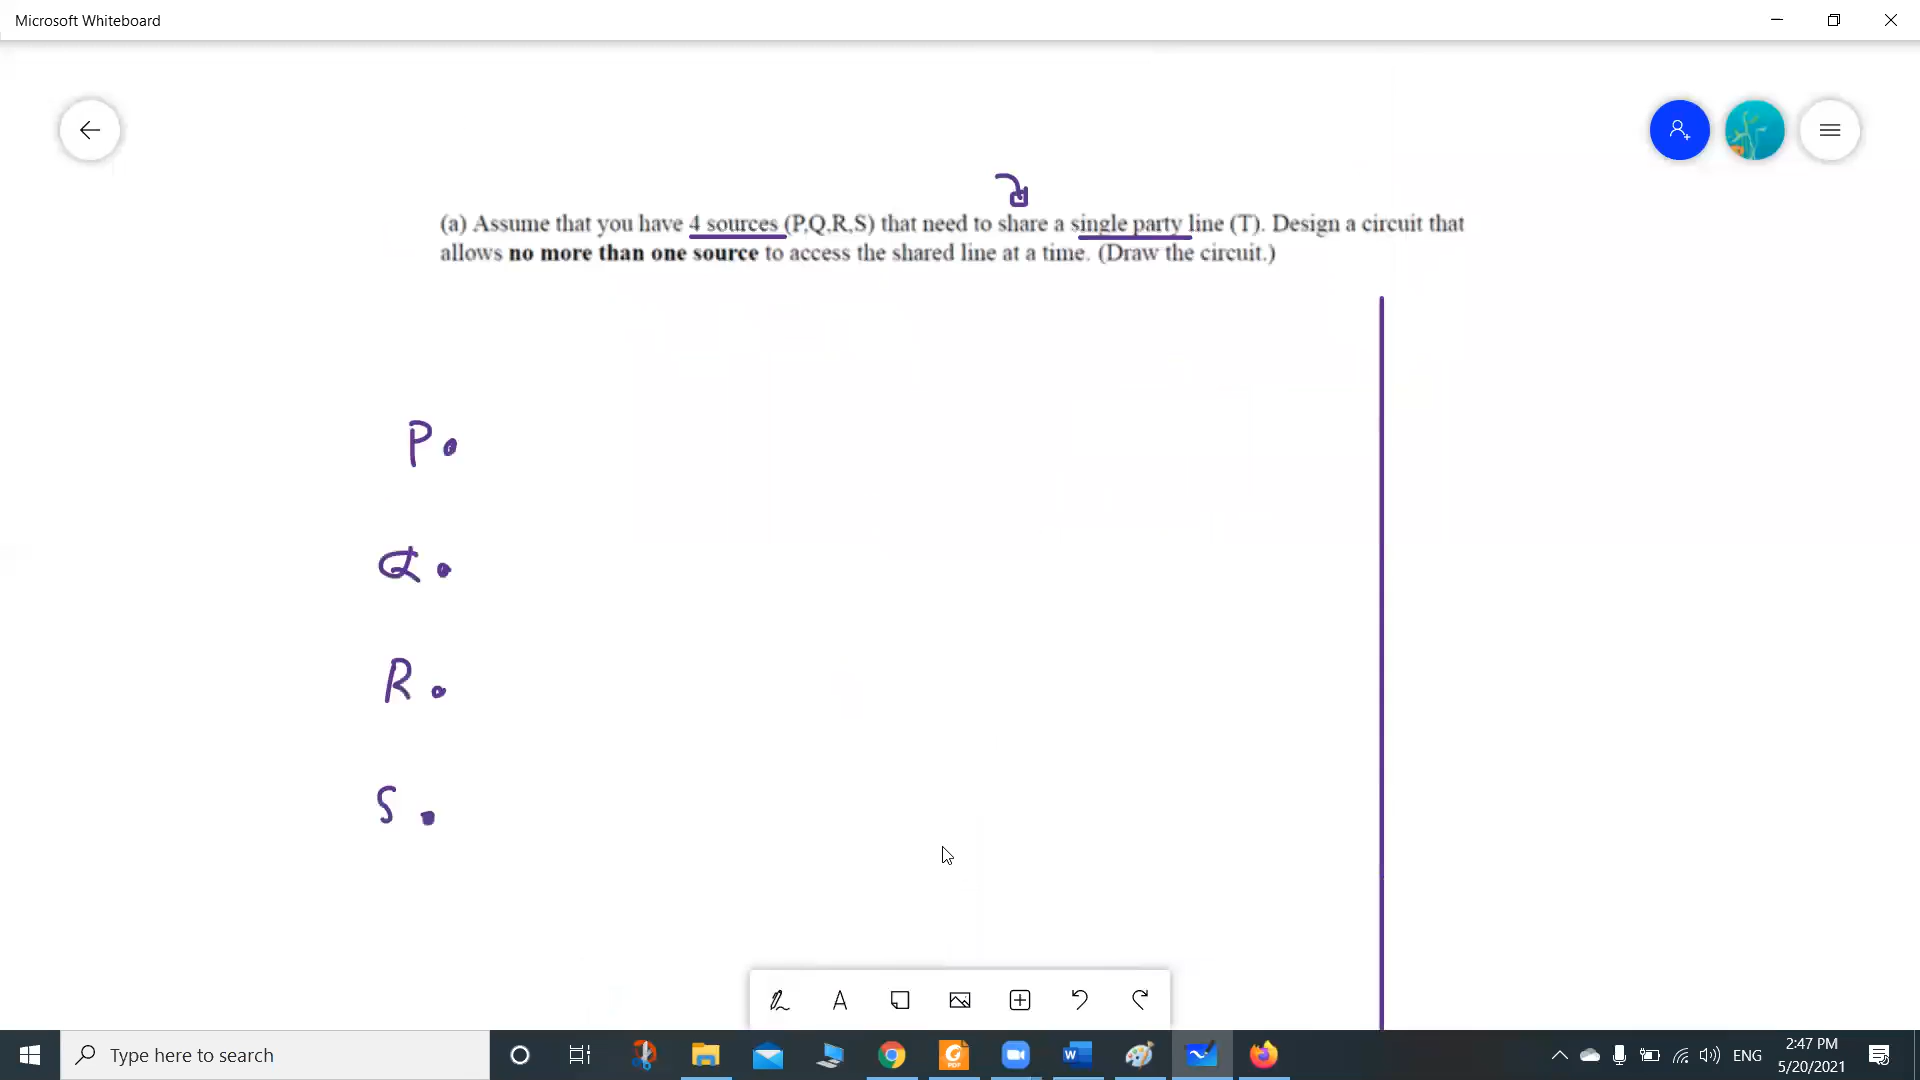 Microsoft Whiteboard
(a) Assume that you have 4 sources (P,Q,R,S) that need to share a single party line (T). Design a circuit that
allows no more than one source to access the shared line at a time. (Draw the circuit.)
P
Q
R
S
A
Type here to search
PDF
W
ENG
2:47 PM
5/20/2021